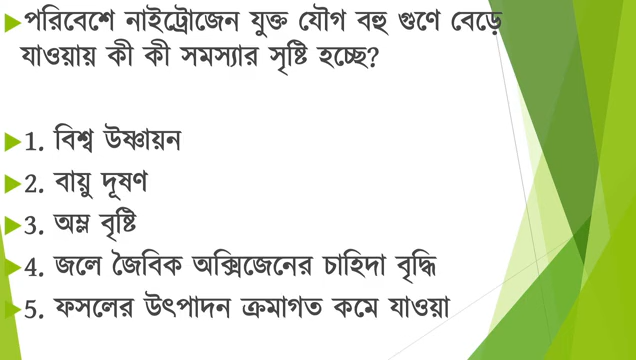 পরিবেশে নাইট্রোজেন যুক্ত যৌগ বহু গুণে বেড়ে
যাওয়ায় কী কী সমস্যার সৃষ্টি হচ্ছে?
1. বিশ্ব উষ্ণায়ন
2. বায়ু দূষণ
3. অম্ল বৃষ্টি
4. জলে জৈবিক অক্সিজেনের চাহিদা বৃদ্ধি
5. ফসলের উৎপাদন ক্রমাগত কমে যাওয়া